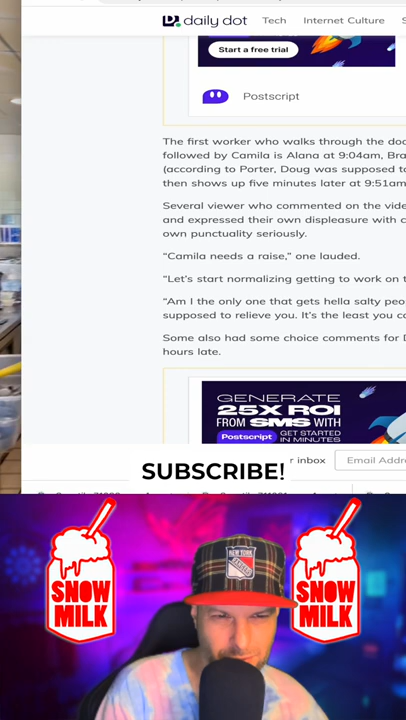 daily dot
Tech Internet Culture
Start a free trial
Postscript
The first worker who walks through the doo
followed by Camila is Alana at 9:04am, Bra
(according to Porter, Doug was supposed to
then shows up five minutes later at 9:51am
Several viewer who commented on the vide
and expressed their own displeasure with c
own punctuality seriously.
“Camila needs a raise,” one lauded.
“Let’s start normalizing getting to work on t
“Am I the only one that gets hella salty peo
supposed to relieve you. It’s the least you co
Some also had some choice comments for D
hours late.
GENERATE
25X ROI
FROM SMS WITH
Postscript
GET STARTED
IN MINUTES
r inbox
Email Addre
SUBSCRIBE!
NEW YORK
RANGERS
SNOW
MILK
SNOW
MILK